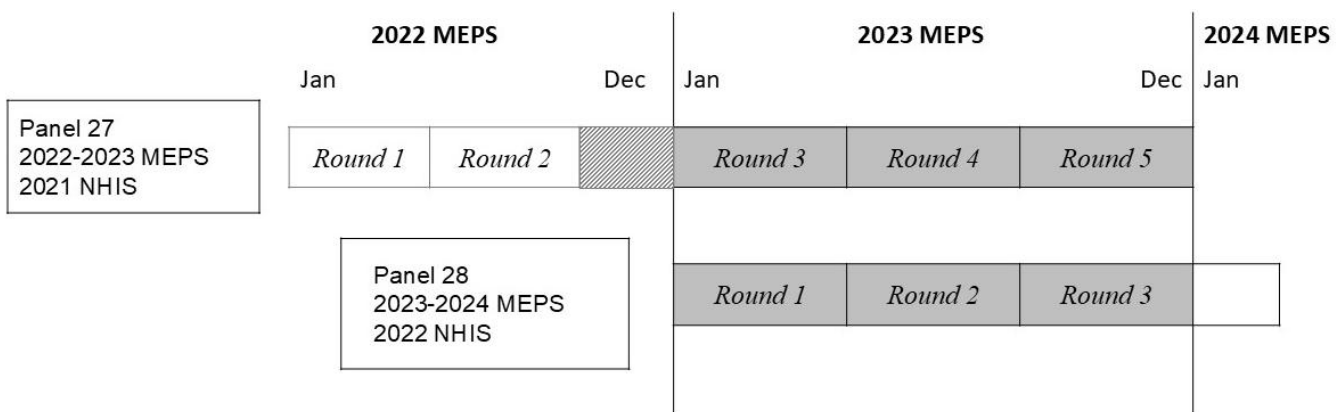 2022 MEPS 2023 MEPS 2024 MEPS
Jan Dec Jan Dec Jan
Panel 27
2022-2023 MEPS
2021 NHIS
Round 1 Round 2 Round 3 Round 4 Round 5
Panel 28
2023-2024 MEPS
2022 NHIS
Round 1 Round 2 Round 3